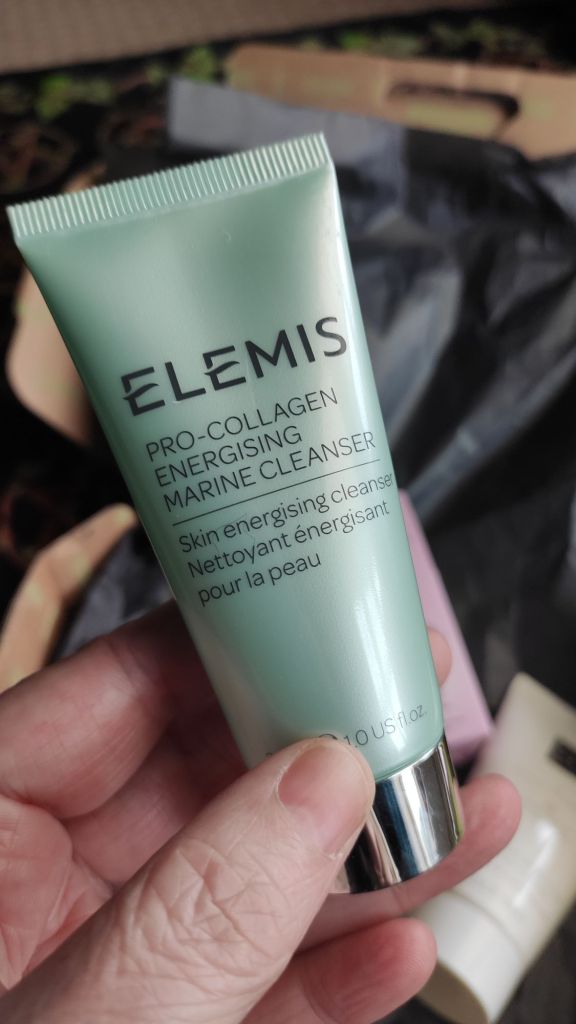 ELEMIS
PRO-COLLAGEN
ENERGISING
MARINE CLEANSER
Skin energising cleanser
Nettoyant énergisant
pour la peau
1.0 US fl.oz.